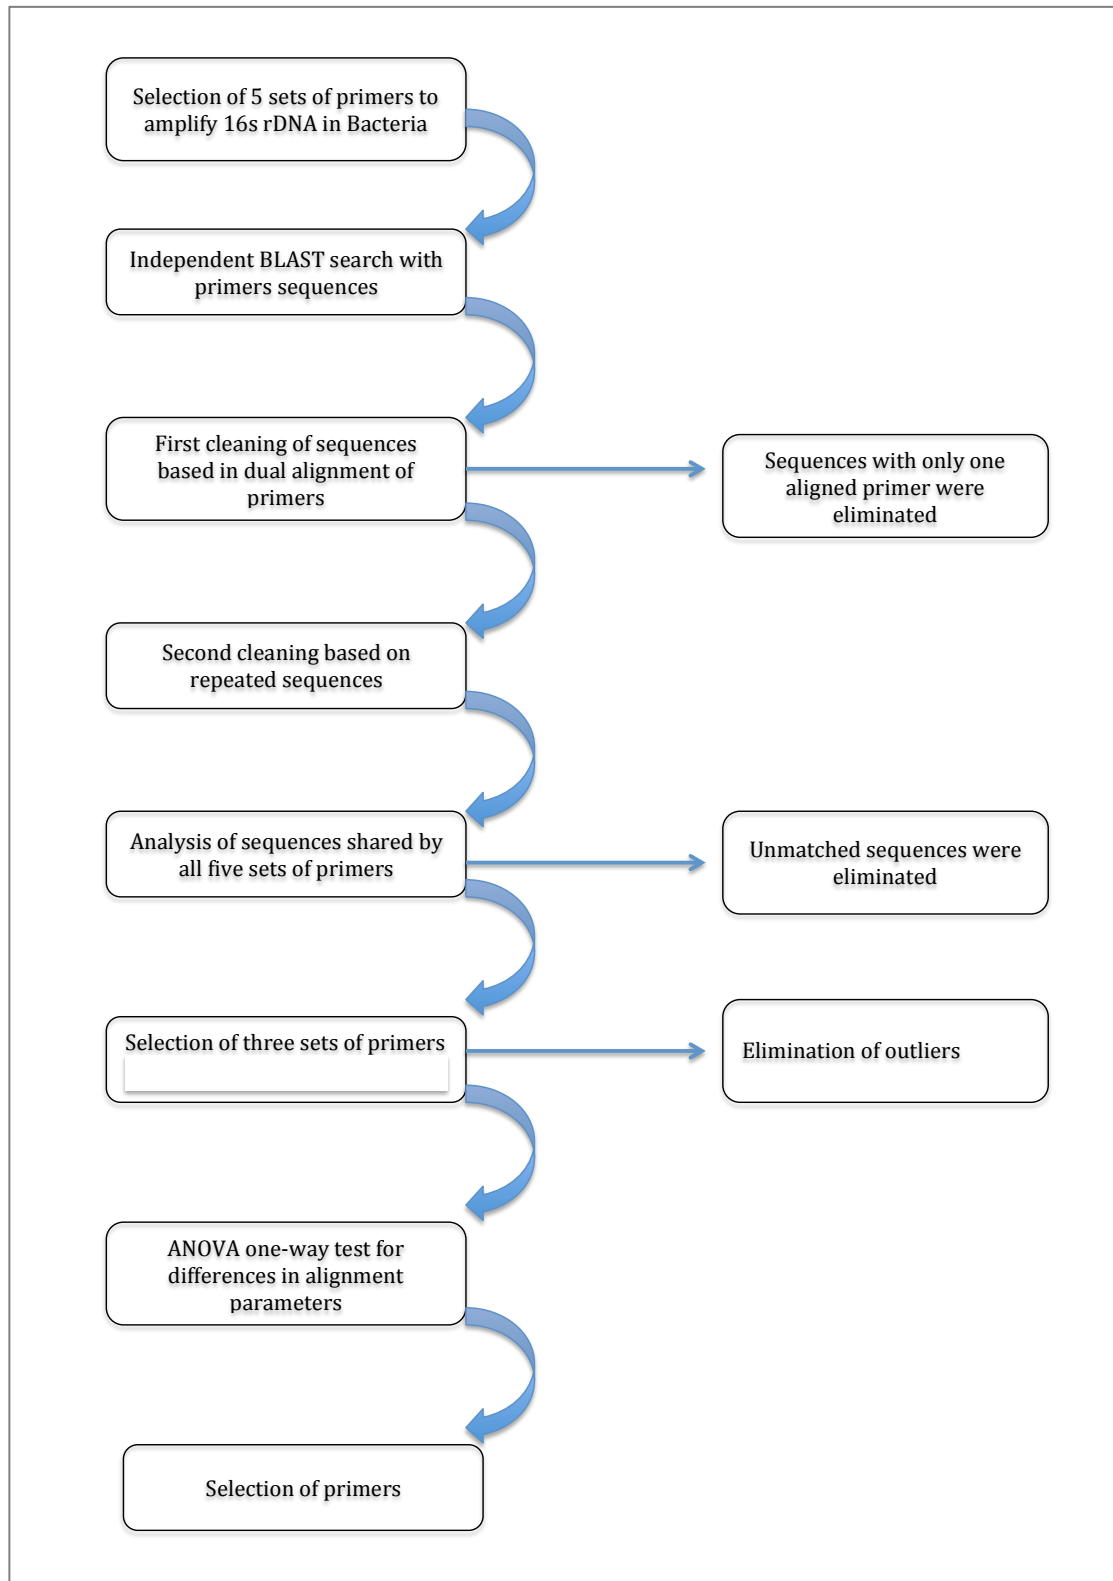 Selection of 5 sets of primers to
amplify 16s rDNA in Bacteria
Independent BLAST search with
primers sequences
First cleaning of sequences
based in dual alignment of
primers
Sequences with only one
aligned primer were
eliminated
Second cleaning based on
repeated sequences
Analysis of sequences shared by
all five sets of primers
Unmatched sequences were
eliminated
Selection of three sets of primers
Elimination of outliers
ANOVA one-way test for
differences in alignment
parameters
Selection of primers